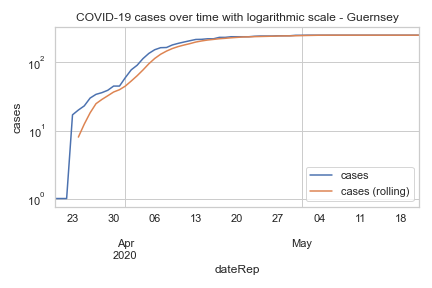 COVID-19 cases over time with logarithmic scale - Guernsey
cases
10²
10¹
10⁰
cases
cases (rolling)
23 30 06 13 20 27 04 11 18
Apr May
2020
dateRep